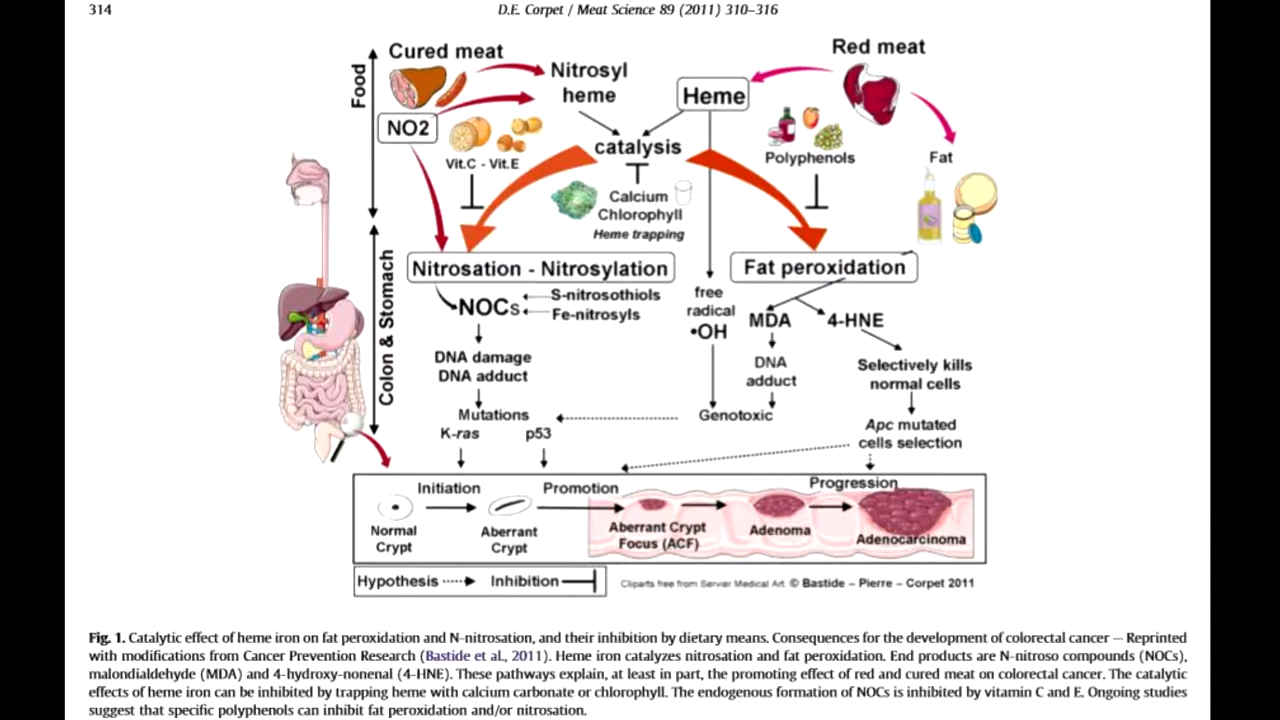 314
D.E. Corpet / Meat Science 89 (2011) 310–316
Cured meat
Red meat
Food
Nitrosyl
heme
Heme
NO2
catalysis
Vit.C - Vit.E
Polyphenols
Fat
Calcium
Chlorophyll
Heme trapping
Colon & Stomach
Nitrosation - Nitrosylation
Fat peroxidation
NOCs
S-nitrosothiols
Fe-nitrosyls
free
radical
•OH
MDA
4-HNE
DNA damage
DNA adduct
DNA
adduct
Selectively kills
normal cells
Mutations
K-ras
p53
Genotoxic
Apc mutated
cells selection
Initiation
Promotion
Progression
Normal
Crypt
Aberrant
Crypt
Aberrant Crypt
Focus (ACF)
Adenoma
Adenocarcinoma
Hypothesis
Inhibition
Cliparts free from Servier Medical Art © Bastide – Pierre – Corpet 2011
Fig. 1. Catalytic effect of heme iron on fat peroxidation and N-nitrosation, and their inhibition by dietary means. Consequences for the development of colorectal cancer — Reprinted
with modifications from Cancer Prevention Research (Bastide et al., 2011). Heme iron catalyzes nitrosation and fat peroxidation. End products are N-nitroso compounds (NOCs),
malondialdehyde (MDA) and 4-hydroxy-nonenal (4-HNE). These pathways explain, at least in part, the promoting effect of red and cured meat on colorectal cancer. The catalytic
effects of heme iron can be inhibited by trapping heme with calcium carbonate or chlorophyll. The endogenous formation of NOCs is inhibited by vitamin C and E. Ongoing studies
suggest that specific polyphenols can inhibit fat peroxidation and/or nitrosation.